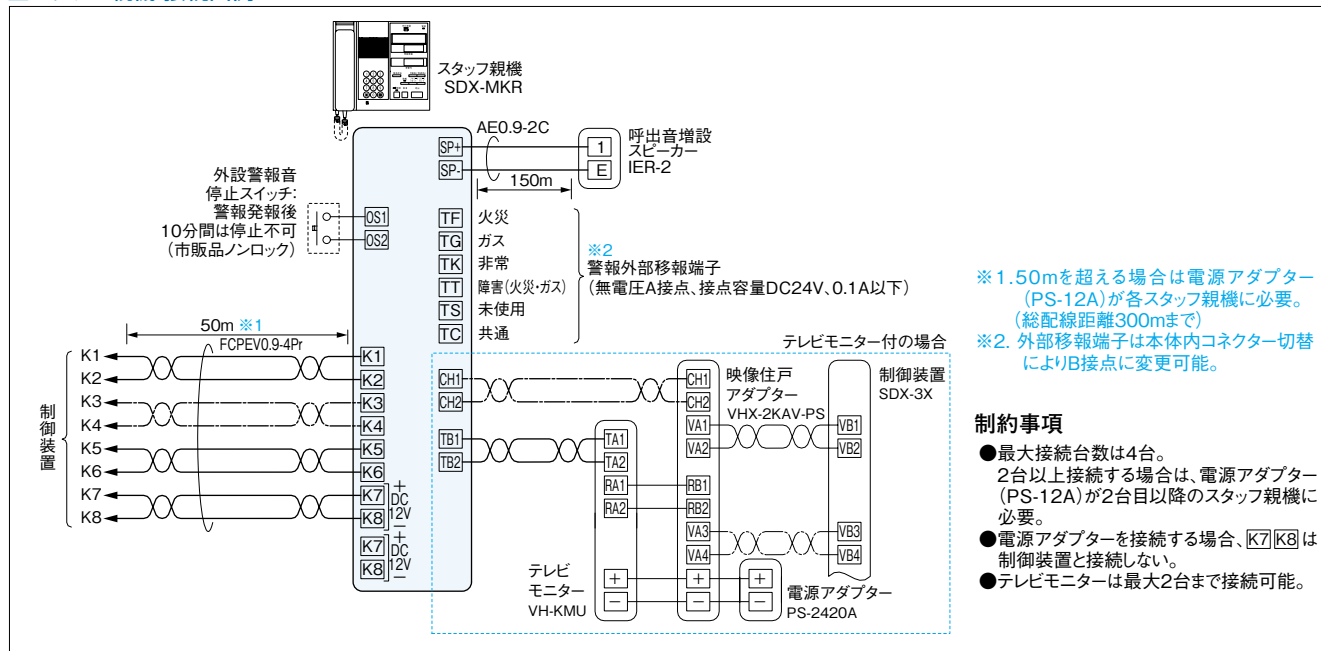 スタッフ親機
SDX-MKR
AE0.9-2C
SP+
SP-
1
E
呼出音増設
スピーカー
IER-2
150m
外設警報音
停止スイッチ:
警報発報後
10分間は停止不可
(市販品ノンロック)
OS1
OS2
TF 火災
TG ガス
TK 非常
TT 障害(火災・ガス)
TS 未使用
TC 共通
※2
警報外部移報端子
(無電圧A接点、接点容量DC24V、0.1A以下)
50m ※1
FCPEV0.9-4Pr
制御装置
K1
K2
K3
K4
K5
K6
K7
K8
K1
K2
K3
K4
K5
K6
K7
K8
+
DC
12V
−
K7
K8
+
DC
12V
−
テレビモニター付の場合
CH1
CH2
TB1
TB2
TA1
TA2
RA1
RA2
+
−
テレビ
モニター
VH-KMU
映像住戸
アダプター
VHX-2KAV-PS
CH1
CH2
VA1
VA2
RB1
RB2
VA3
VA4
+
−
制御装置
SDX-3X
VB1
VB2
VB3
VB4
+
−
電源アダプター
PS-2420A
※1.50mを超える場合は電源アダプター
(PS-12A)が各スタッフ親機に必要。
(総配線距離300mまで)
※2. 外部移報端子は本体内コネクター切替
によりB接点に変更可能。
制約事項
●最大接続台数は4台。
2台以上接続する場合は、電源アダプター
(PS-12A)が2台目以降のスタッフ親機に
必要。
●電源アダプターを接続する場合、K7 K8は
制御装置と接続しない。
●テレビモニターは最大2台まで接続可能。